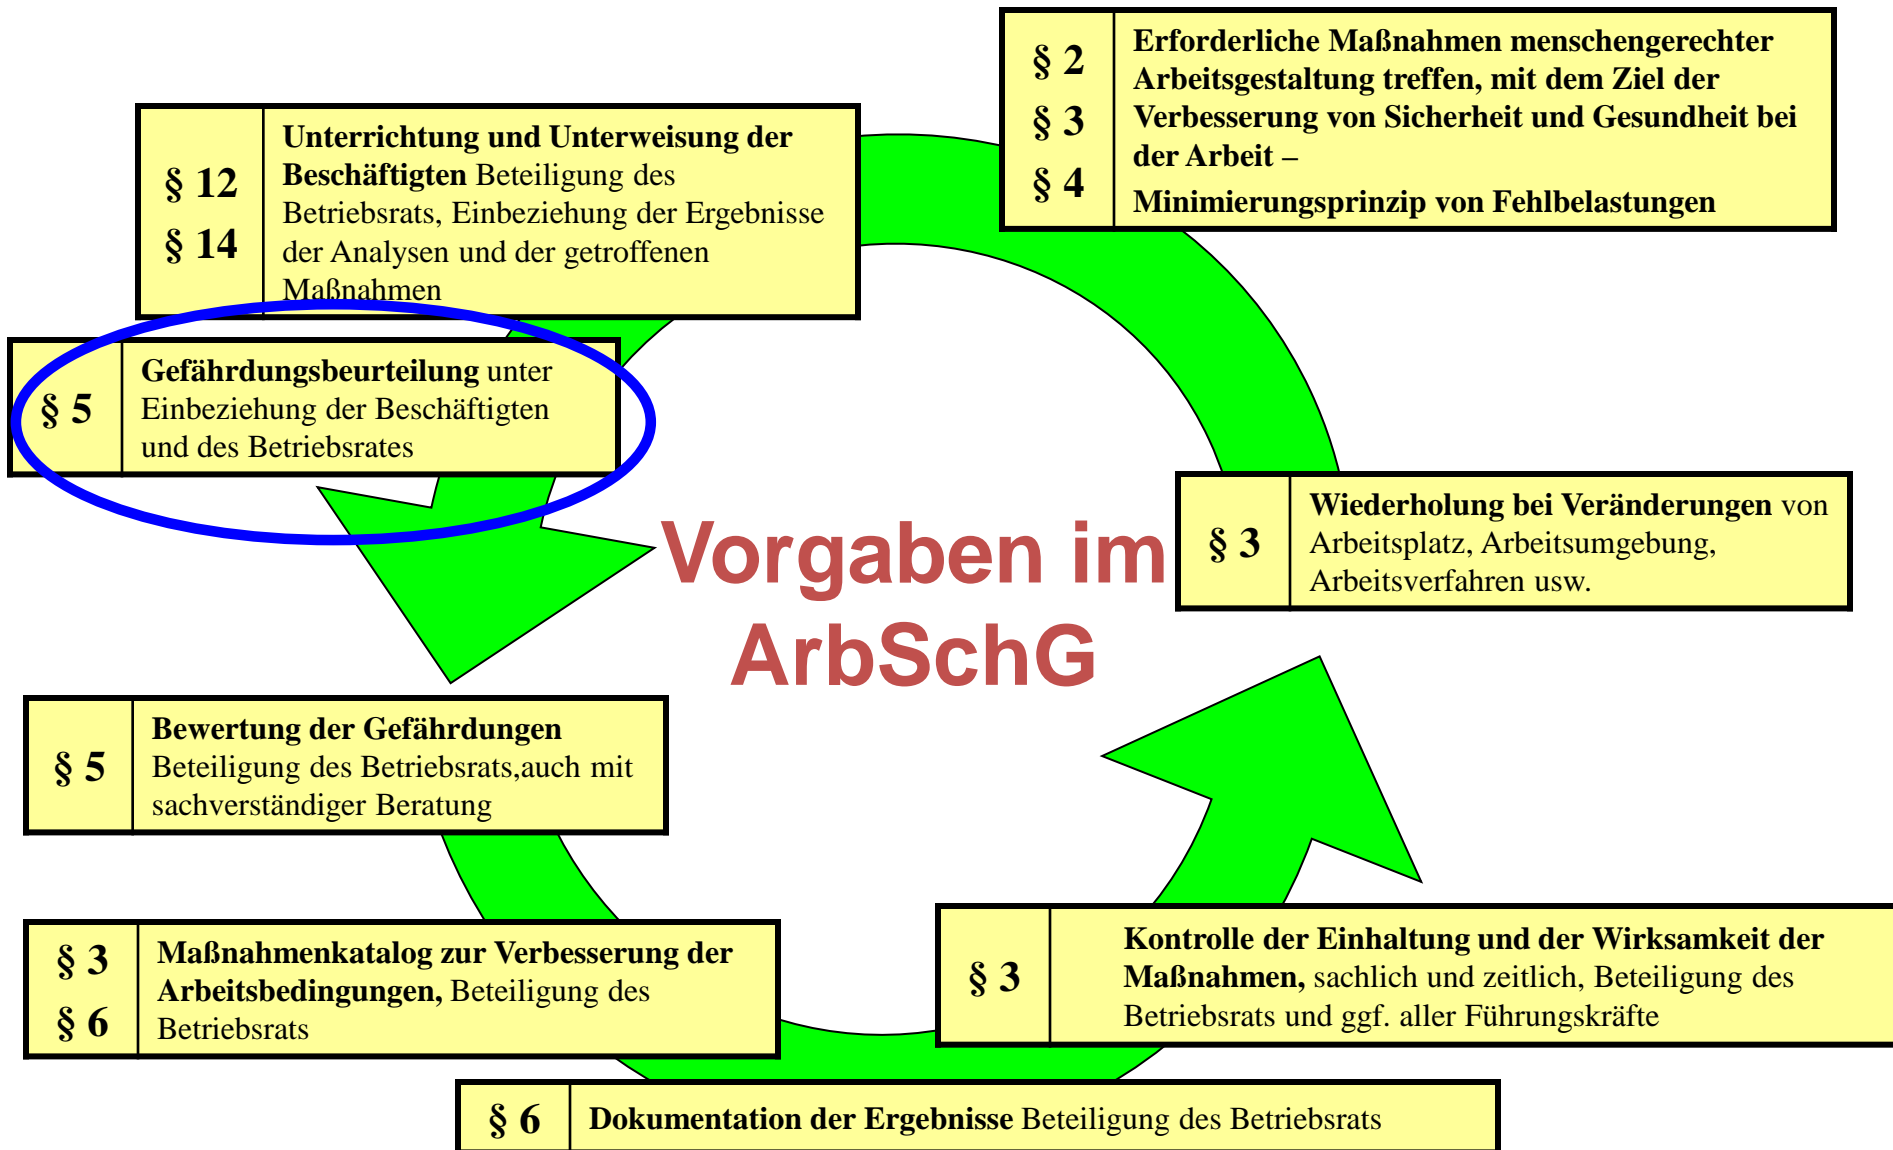 § 2
§ 3
§ 4
Erforderliche Maßnahmen menschengerechter
Arbeitsgestaltung treffen, mit dem Ziel der
Verbesserung von Sicherheit und Gesundheit bei
der Arbeit –
Minimierungsprinzip von Fehlbelastungen
§ 12
§ 14
Unterrichtung und Unterweisung der
Beschäftigten Beteiligung des
Betriebsrats, Einbeziehung der Ergebnisse
der Analysen und der getroffenen
Maßnahmen
§ 5
Gefährdungsbeurteilung unter
Einbeziehung der Beschäftigten
und des Betriebsrates
Vorgaben im
ArbSchG
§ 3
Wiederholung bei Veränderungen von
Arbeitsplatz, Arbeitsumgebung,
Arbeitsverfahren usw.
§ 5
Bewertung der Gefährdungen
Beteiligung des Betriebsrats,auch mit
sachverständiger Beratung
§ 3
§ 6
Maßnahmenkatalog zur Verbesserung der
Arbeitsbedingungen, Beteiligung des
Betriebsrats
§ 3
Kontrolle der Einhaltung und der Wirksamkeit der
Maßnahmen, sachlich und zeitlich, Beteiligung des
Betriebsrats und ggf. aller Führungskräfte
§ 6
Dokumentation der Ergebnisse Beteiligung des Betriebsrats